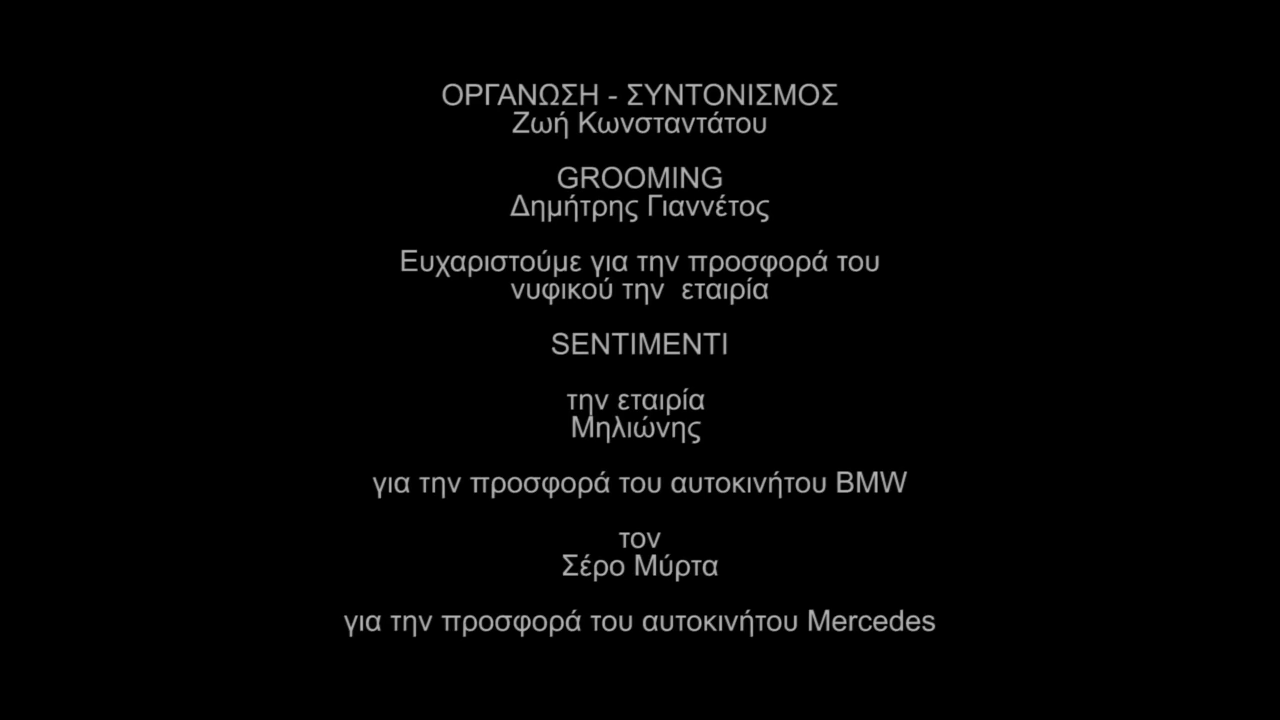 ΟΡΓΑΝΩΣΗ - ΣΥΝΤΟΝΙΣΜΟΣ
Ζωή Κωνσταντάτου
GROOMING
Δημήτρης Γιαννέτος
Ευχαριστούμε για την προσφορά του
νυφικού την  εταιρία
SENTIMENTI
την εταιρία
Μηλιώνης
για την προσφορά του αυτοκινήτου BMW
τον
Σέρο Μύρτα
για την προσφορά του αυτοκινήτου Mercedes